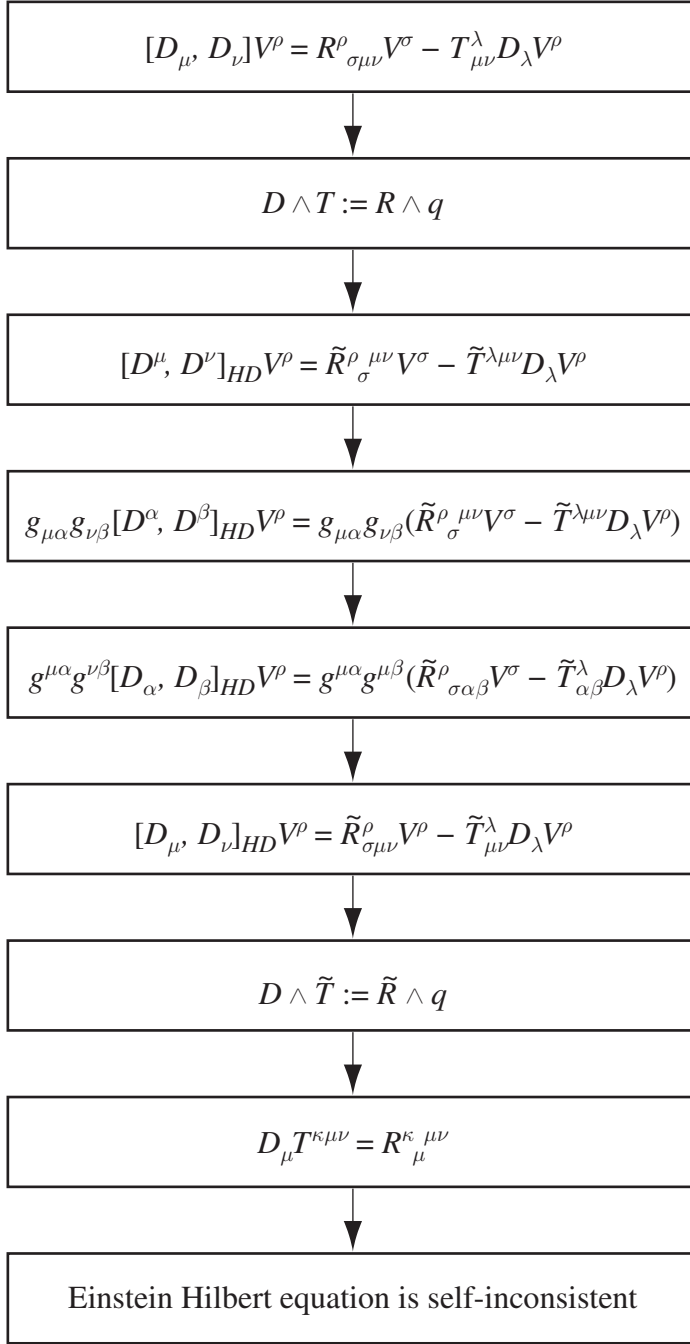 [D_μ, D_ν]V^ρ = R^ρ_{σμν}V^σ − T^λ_{μν}D_λV^ρ
D ∧ T := R ∧ q
[D^μ, D^ν]_{HD}V^ρ = R̃^ρ_σ^{μν}V^σ − T̃^{λμν}D_λV^ρ
g_{μα}g_{νβ}[D^α, D^β]_{HD}V^ρ = g_{μα}g_{νβ}(R̃^ρ_σ^{μν}V^σ − T̃^{λμν}D_λV^ρ)
g^{μα}g^{νβ}[D_α, D_β]_{HD}V^ρ = g^{μα}g^{μβ}(R̃^ρ_{σαβ}V^σ − T̃^λ_{αβ}D_λV^ρ)
[D_μ, D_ν]_{HD}V^ρ = R̃^ρ_{σμν}V^ρ − T̃^λ_{μν}D_λV^ρ
D ∧ T̃ := R̃ ∧ q
D_μT^{κμν} = R^κ_μ^{μν}
Einstein Hilbert equation is self-inconsistent